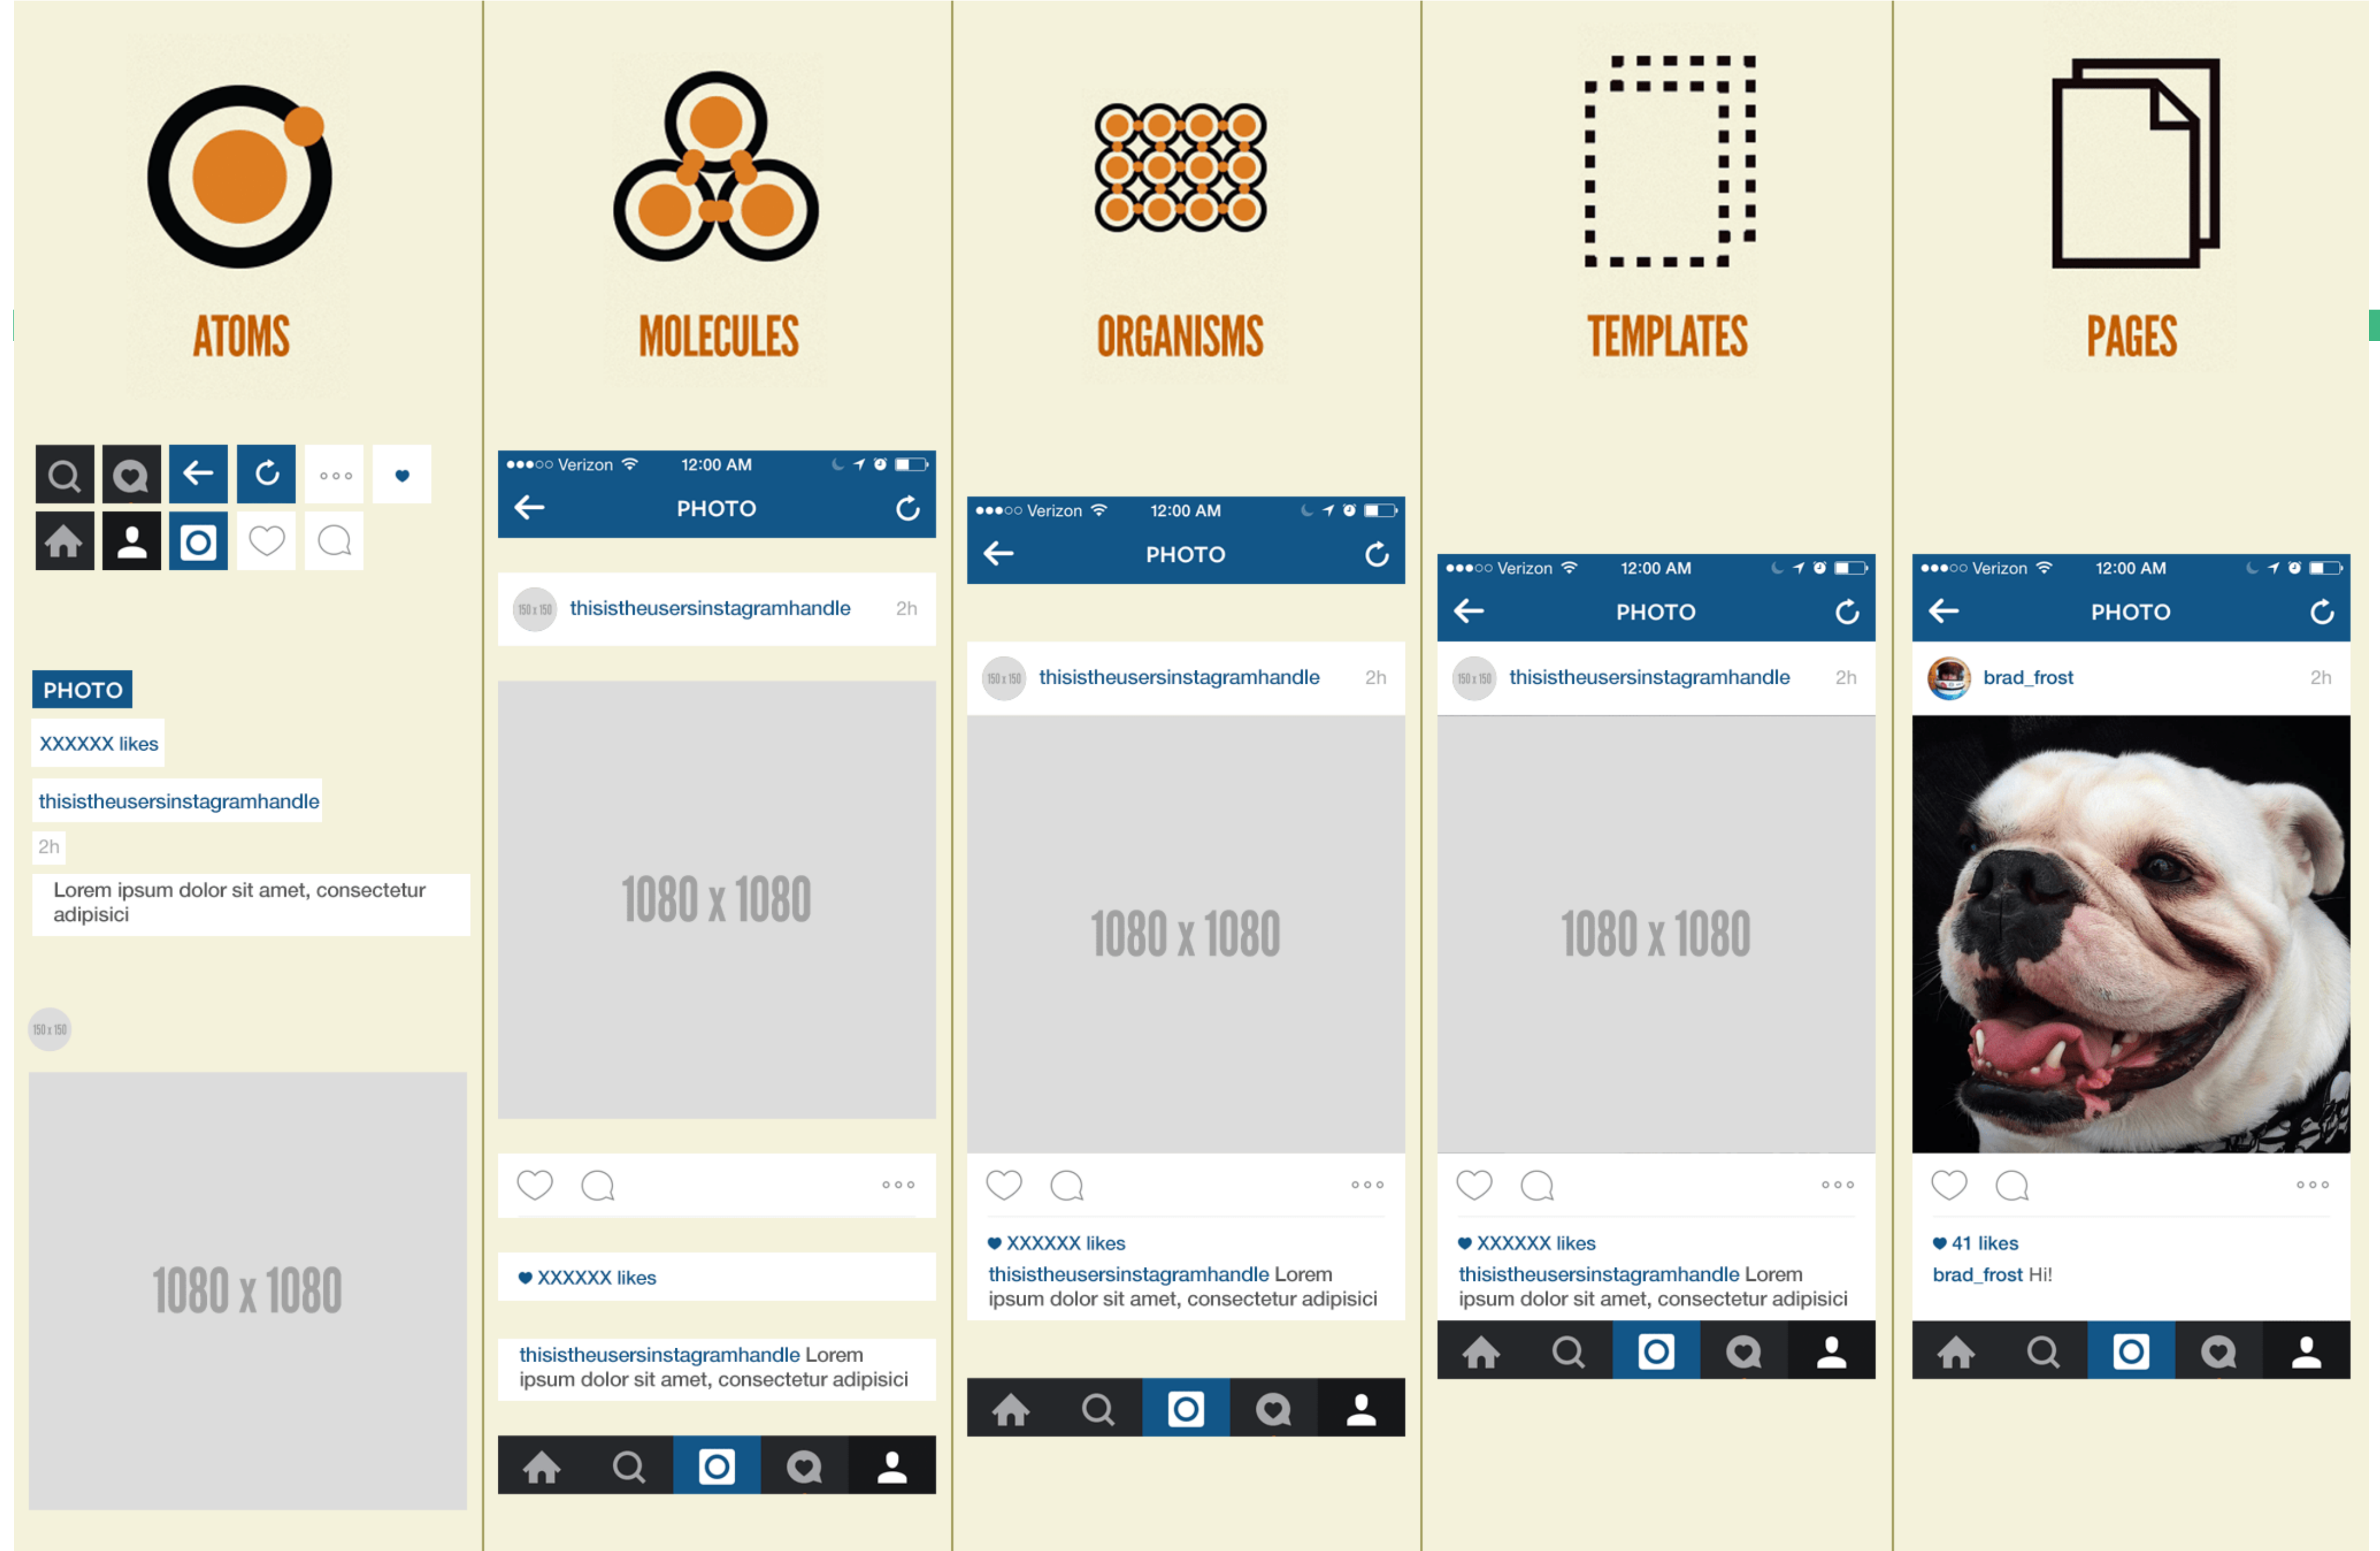 ATOMS
PHOTO
XXXXXX likes
thisistheusersinstagramhandle
2h
Lorem ipsum dolor sit amet, consectetur
adipisici
150 x 150
1080 x 1080
MOLECULES
Verizon 12:00 AM
PHOTO
150 x 150 thisistheusersinstagramhandle 2h
1080 x 1080
XXXXXX likes
thisistheusersinstagramhandle Lorem
ipsum dolor sit amet, consectetur adipisici
ORGANISMS
Verizon 12:00 AM
PHOTO
150 x 150 thisistheusersinstagramhandle 2h
1080 x 1080
XXXXXX likes
thisistheusersinstagramhandle Lorem
ipsum dolor sit amet, consectetur adipisici
TEMPLATES
Verizon 12:00 AM
PHOTO
150 x 150 thisistheusersinstagramhandle 2h
1080 x 1080
XXXXXX likes
thisistheusersinstagramhandle Lorem
ipsum dolor sit amet, consectetur adipisici
PAGES
Verizon 12:00 AM
PHOTO
brad_frost 2h
41 likes
brad_frost Hi!